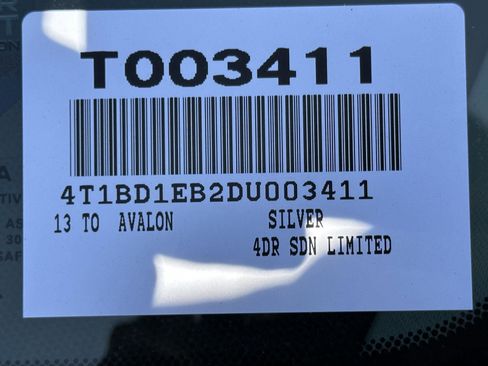 T003411
4T1BD1EB2DU003411
13 TO AVALON SILVER
4DR SDN LIMITED